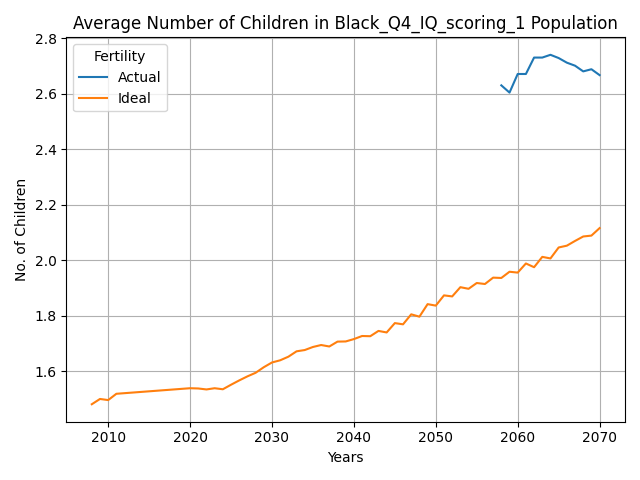 Average Number of Children in Black_Q4_IQ_scoring_1 Population
Fertility
Actual
Ideal
No. of Children
2.8
2.6
2.4
2.2
2.0
1.8
1.6
2010 2020 2030 2040 2050 2060 2070
Years